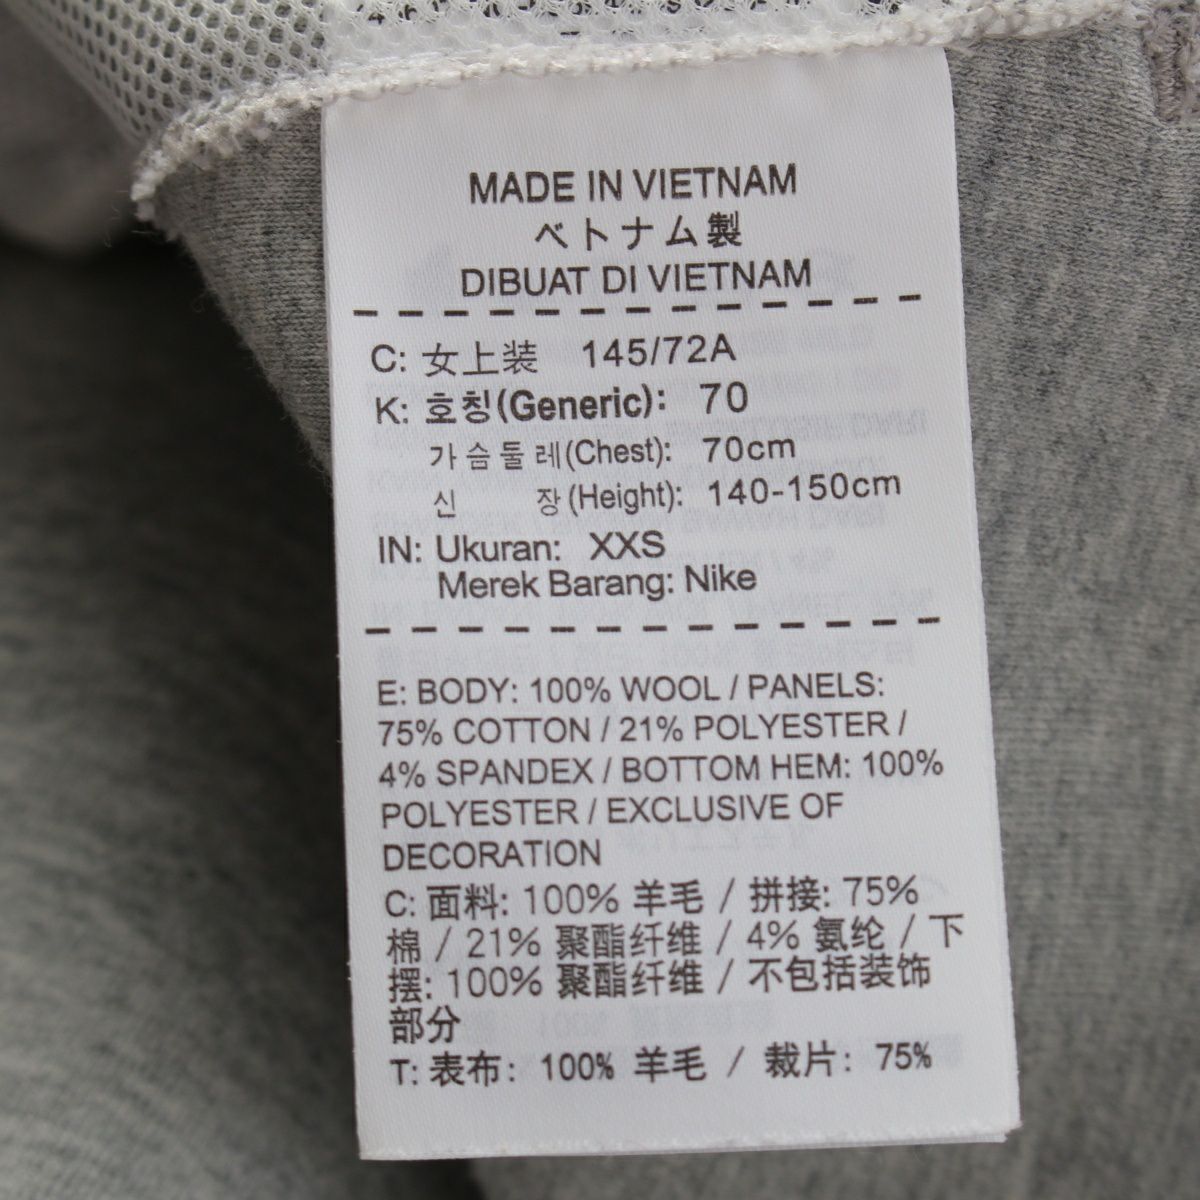 MADE IN VIETNAM
ベトナム製
DIBUAT DI VIETNAM
C: 女上装 145/72A
K: 호칭(Generic): 70
가슴둘레(Chest): 70cm
신 장(Height): 140-150cm
IN: Ukuran: XXS
Merek Barang: Nike
E: BODY: 100% WOOL / PANELS:
75% COTTON / 21% POLYESTER /
4% SPANDEX / BOTTOM HEM: 100%
POLYESTER / EXCLUSIVE OF
DECORATION
C: 面料: 100% 羊毛 / 拼接: 75%
棉 / 21% 聚酯纤维 / 4% 氨纶 / 下
摆: 100% 聚酯纤维 / 不包括装饰
部分
T: 表布: 100% 羊毛 / 裁片: 75%